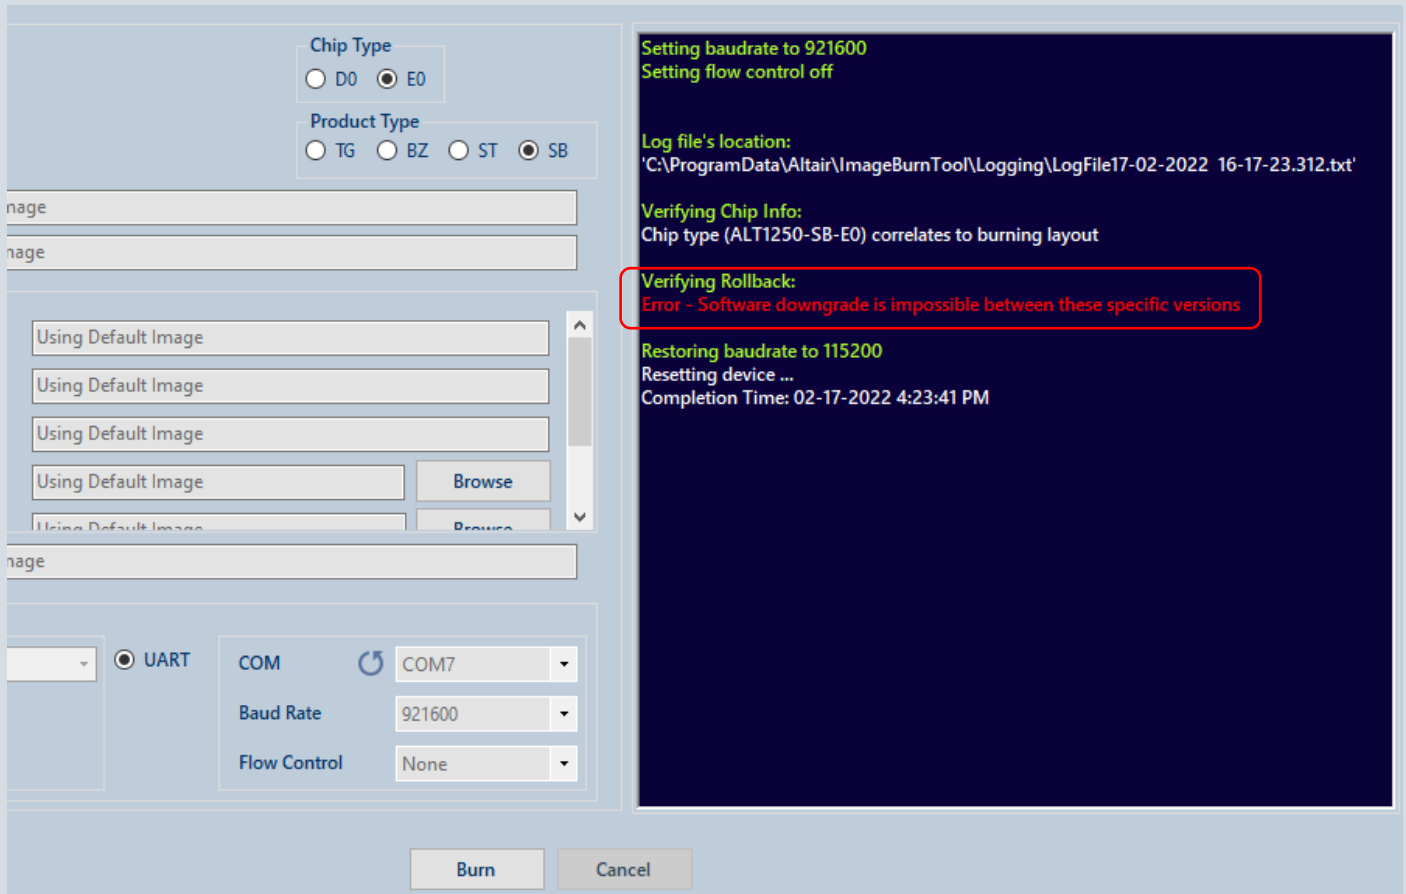 Chip Type
D0
E0
Product Type
TG
BZ
ST
SB
Using Default Image
Using Default Image
Using Default Image
Using Default Image
Browse
Using Default Image
Browse
UART
COM
COM7
Baud Rate
921600
Flow Control
None
Burn
Cancel
Setting baudrate to 921600
Setting flow control off
Log file's location:
'C:\ProgramData\Altair\ImageBurnTool\Logging\LogFile17-02-2022  16-17-23.312.txt'
Verifying Chip Info:
Chip type (ALT1250-SB-E0) correlates to burning layout
Verifying Rollback:
Error - Software downgrade is impossible between these specific versions
Restoring baudrate to 115200
Resetting device ...
Completion Time: 02-17-2022 4:23:41 PM